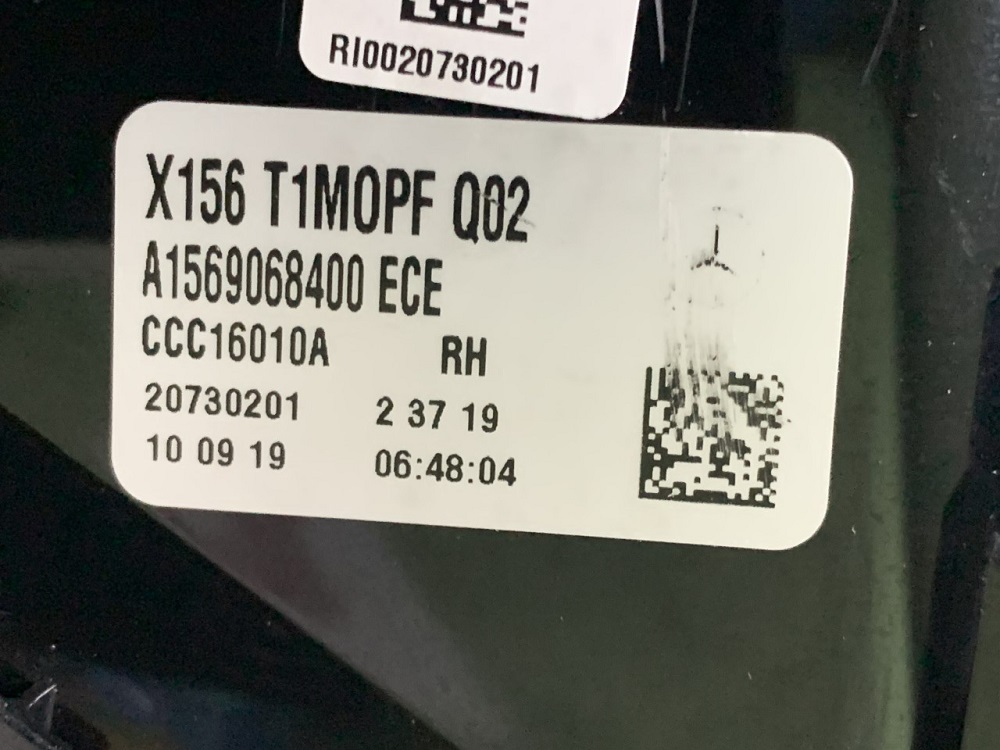 RI0020730201
X156 T1MOPF Q02
A1569068400 ECE
CCC16010A RH
20730201 2 37 19
10 09 19 06:48:04